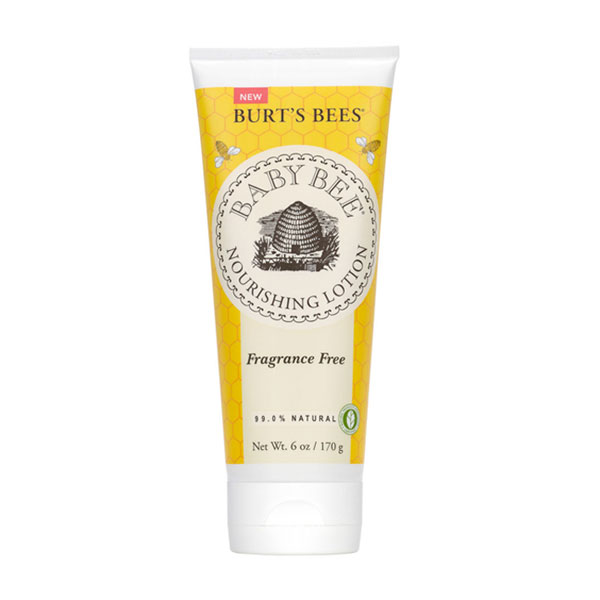 NEW
BURT'S BEES®
BABY BEE®
NOURISHING LOTION
Fragrance Free
99.0% NATURAL
Net Wt. 6 oz / 170 g